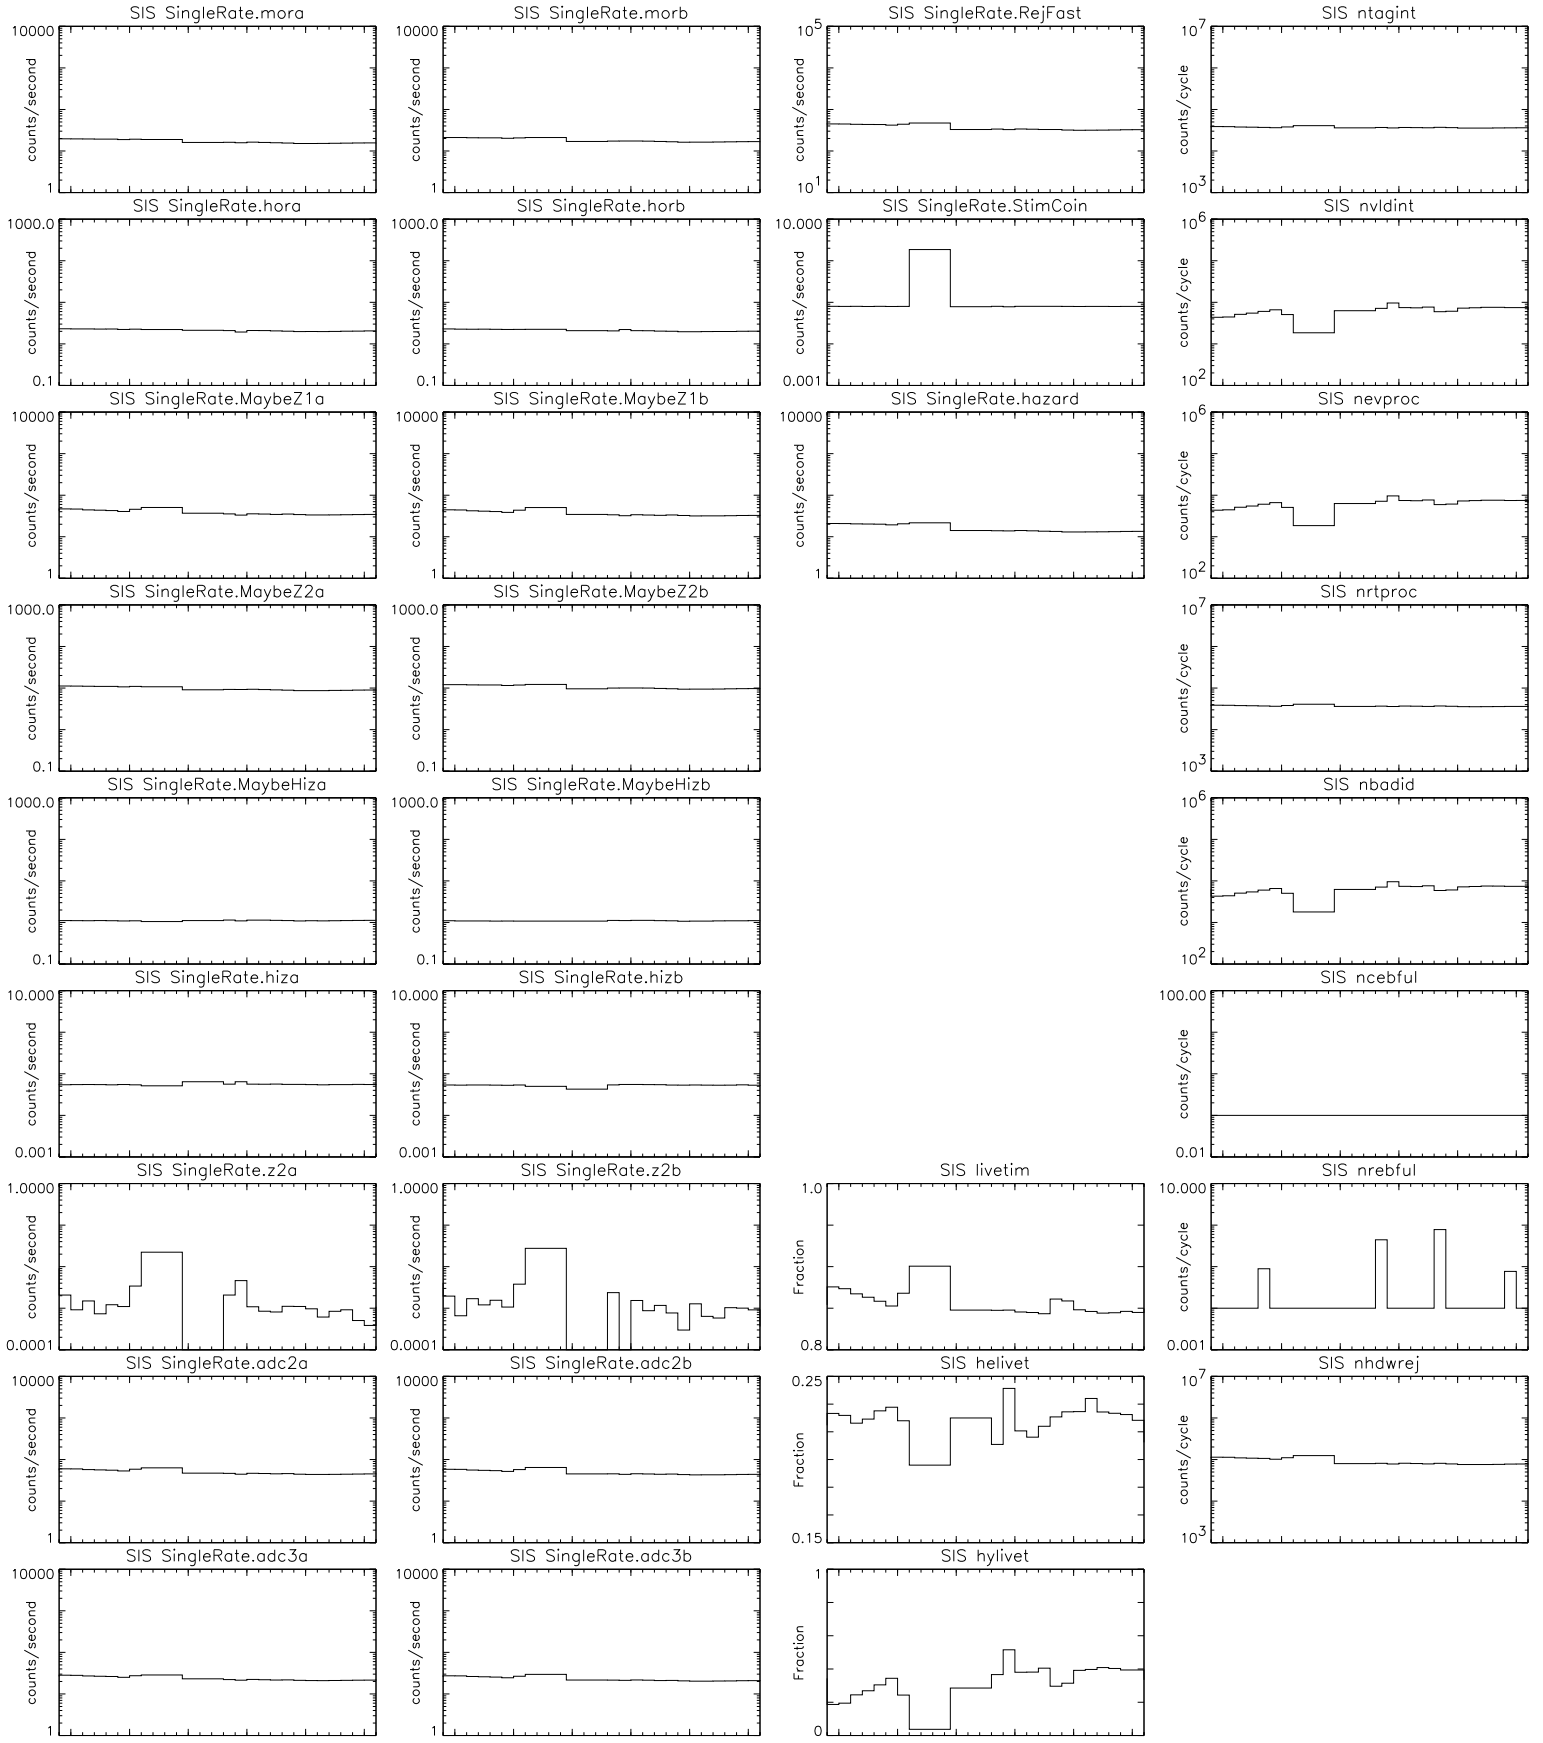 SIS SingleRate.mora
SIS SingleRate.morb
SIS SingleRate.RejFast
SIS ntagint
10000
counts/second
1
10000
counts/second
1
10^5
counts/second
10^1
10^7
counts/cycle
10^3
SIS SingleRate.hora
SIS SingleRate.horb
SIS SingleRate.StimCoin
SIS nvldint
1000.0
counts/second
0.1
1000.0
counts/second
0.1
10.000
counts/second
0.001
10^6
counts/cycle
10^2
SIS SingleRate.MaybeZ1a
SIS SingleRate.MaybeZ1b
SIS SingleRate.hazard
SIS nevproc
10000
counts/second
1
10000
counts/second
1
10000
counts/second
1
10^6
counts/cycle
10^2
SIS SingleRate.MaybeZ2a
SIS SingleRate.MaybeZ2b
SIS nrtproc
1000.0
counts/second
0.1
1000.0
counts/second
0.1
10^7
counts/cycle
10^3
SIS SingleRate.MaybeHiza
SIS SingleRate.MaybeHizb
SIS nbadid
1000.0
counts/second
0.1
1000.0
counts/second
0.1
10^6
counts/cycle
10^2
SIS SingleRate.hiza
SIS SingleRate.hizb
SIS ncebful
10.000
counts/second
0.001
10.000
counts/second
0.001
100.00
counts/cycle
0.01
SIS SingleRate.z2a
SIS SingleRate.z2b
SIS livetim
SIS nrebful
1.0000
counts/second
0.0001
1.0000
counts/second
0.0001
1.0
Fraction
0.8
10.000
counts/cycle
0.001
SIS SingleRate.adc2a
SIS SingleRate.adc2b
SIS helivet
SIS nhdwrej
10000
counts/second
1
10000
counts/second
1
0.25
Fraction
0.15
10^7
counts/cycle
10^3
SIS SingleRate.adc3a
SIS SingleRate.adc3b
SIS hylivet
10000
counts/second
1
10000
counts/second
1
1
Fraction
0